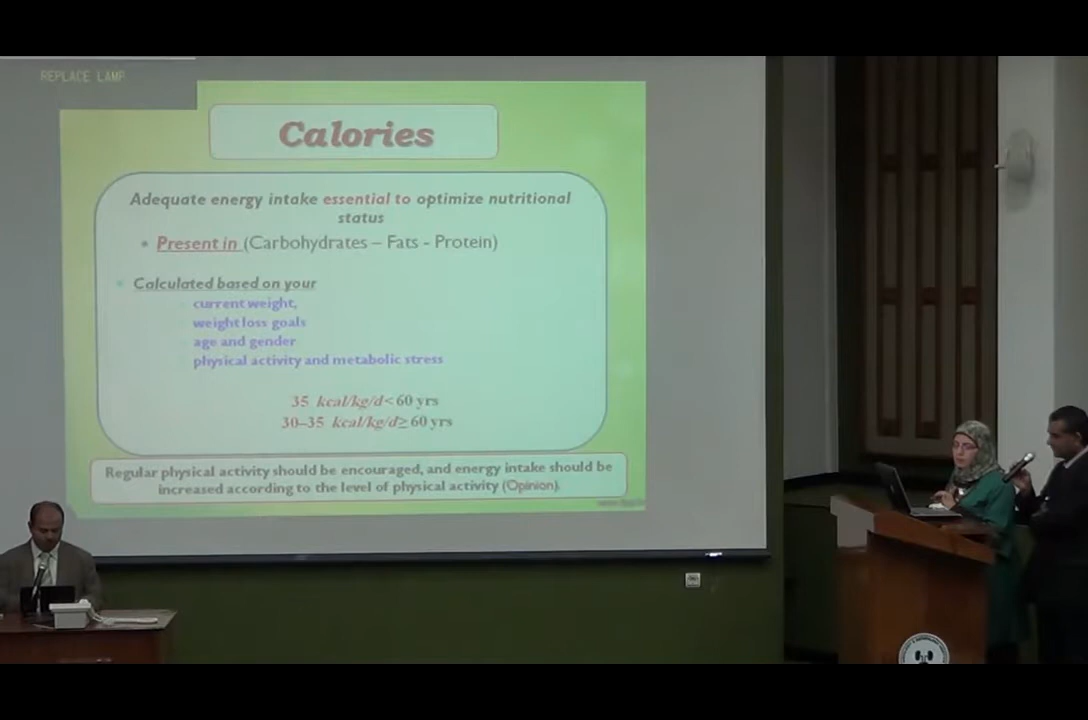 REPLACE LAMP
Calories
Adequate energy intake essential to optimize nutritional
status
• Present in (Carbohydrates – Fats - Protein)
• Calculated based on your
current weight,
weight loss goals
age and gender
physical activity and metabolic stress
35 kcal/kg/d<60 yrs
30–35 kcal/kg/d≥60 yrs
Regular physical activity should be encouraged, and energy intake should be
increased according to the level of physical activity (Opinion).